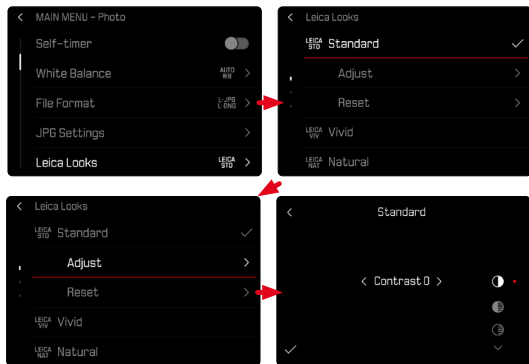 MAIN MENU - Photo
Self-timer
White Balance AUTO WB
File Format L-JPG L-DNG
JPG Settings
Leica Looks LEICA STD
Leica Looks
LEICA STD Standard
Adjust
Reset
LEICA VIV Vivid
LEICA NAT Natural
Leica Looks
LEICA STD Standard
Adjust
Reset
LEICA VIV Vivid
LEICA NAT Natural
Standard
Contrast 0